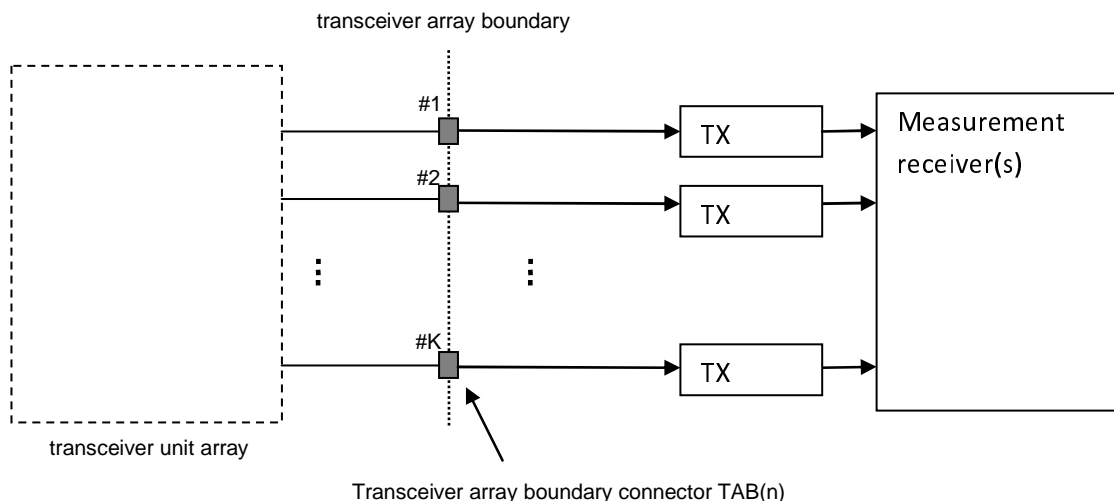 transceiver array boundary
#1
TX
Measurement
receiver(s)
#2
TX
#K
TX
transceiver unit array
Transceiver array boundary connector TAB(n)